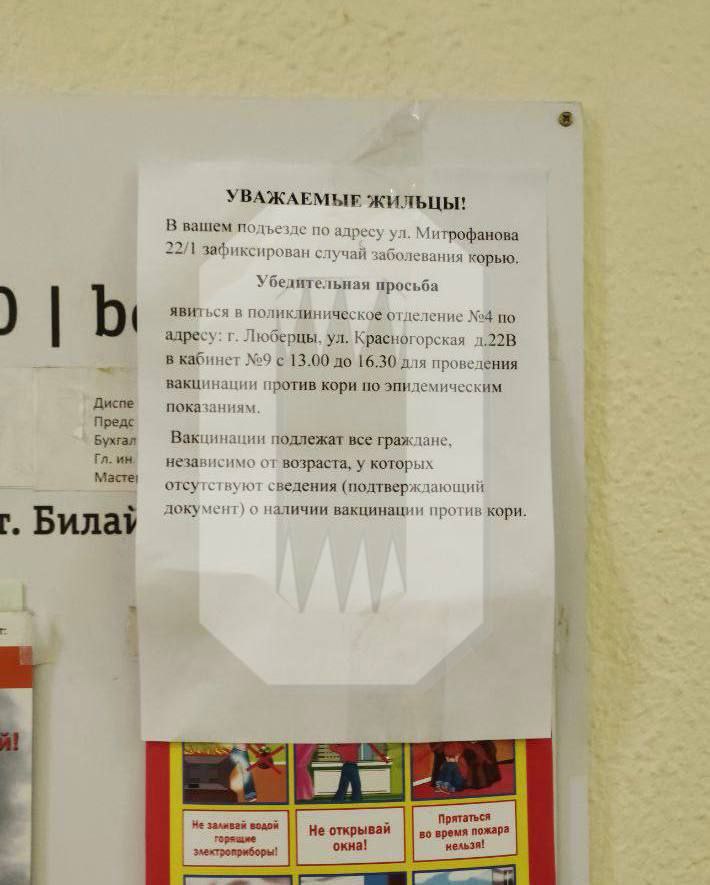 УВАЖАЕМЫЕ ЖИЛЬЦЫ!
В вашем подъезде по адресу ул. Митрофанова
22/1 зафиксирован случай заболевания корью.
Убедительная просьба
явиться в поликлиническое отделение №4 по
адресу: г. Люберцы, ул. Красногорская д.22В
в кабинет №9 с 13.00 до 16.30 для проведения
вакцинации против кори по эпидемическим
показаниям.
Вакцинации подлежат все граждане,
независимо от возраста, у которых
отсутствуют сведения (подтверждающий
документ) о наличии вакцинации против кори.
Диспе
Предс
Бухгал
Гл. ин
Масте
т. Билай
й!
Не заливай водой
горящие
электроприборы!
Не открывай
окна!
Прятаться
во время пожара
нельзя!